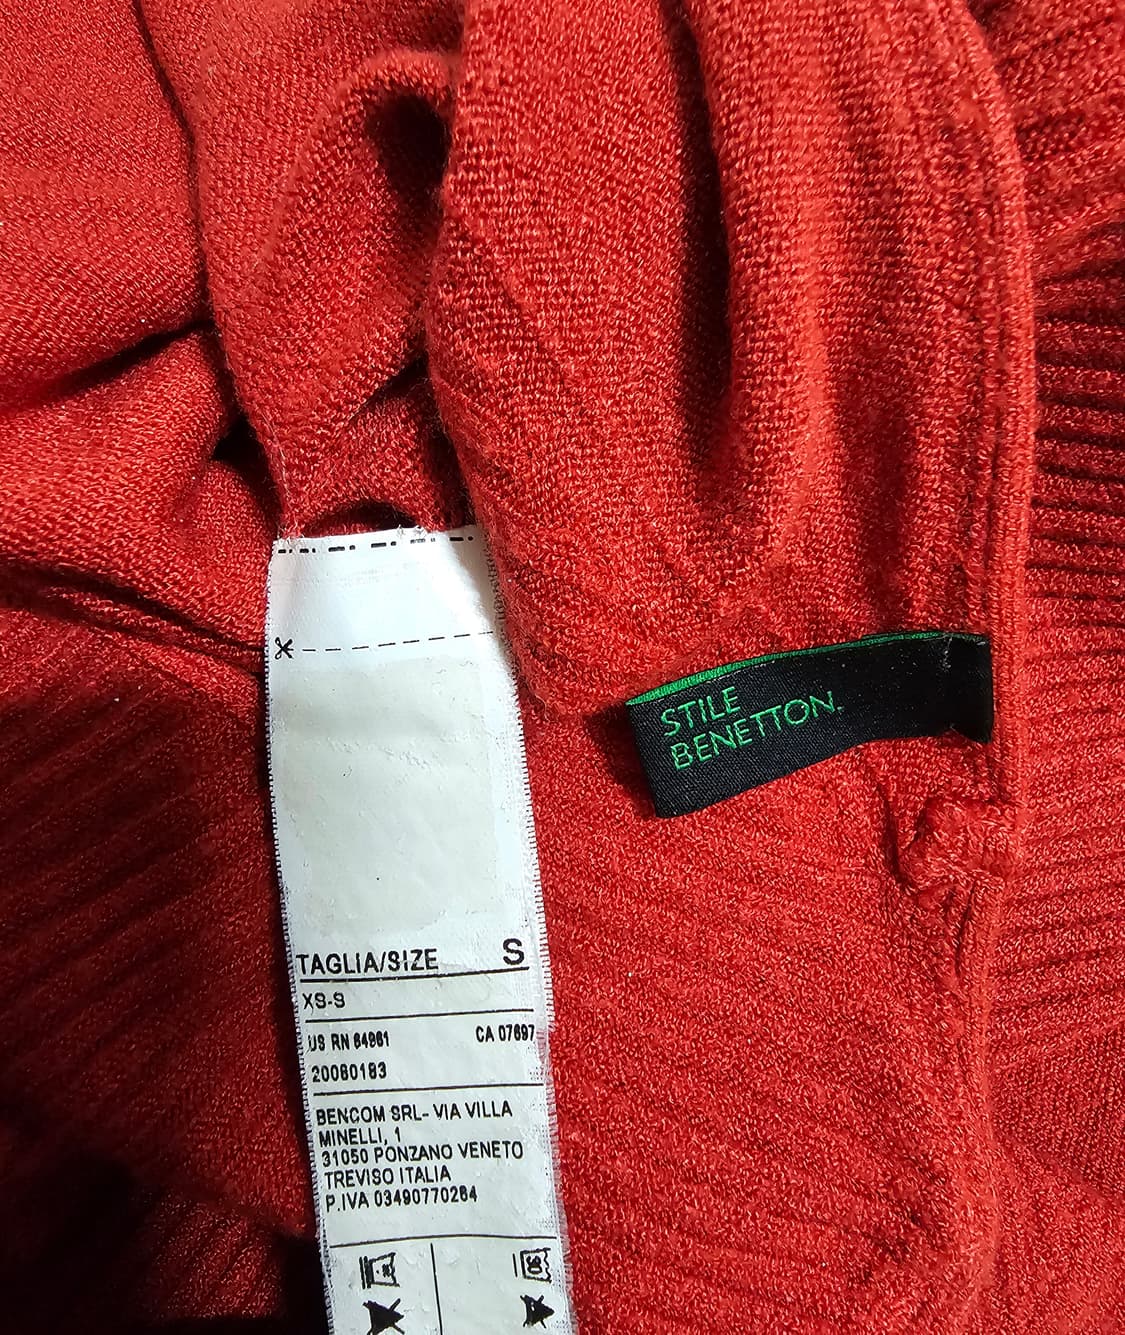 STILE
BENETTON.
TAGLIA/SIZE S
XS-S
US RN 64961 CA 07697
20080193
BENCOM SRL- VIA VILLA
MINELLI, 1
31050 PONZANO VENETO
TREVISO ITALIA
P.IVA 03490770264